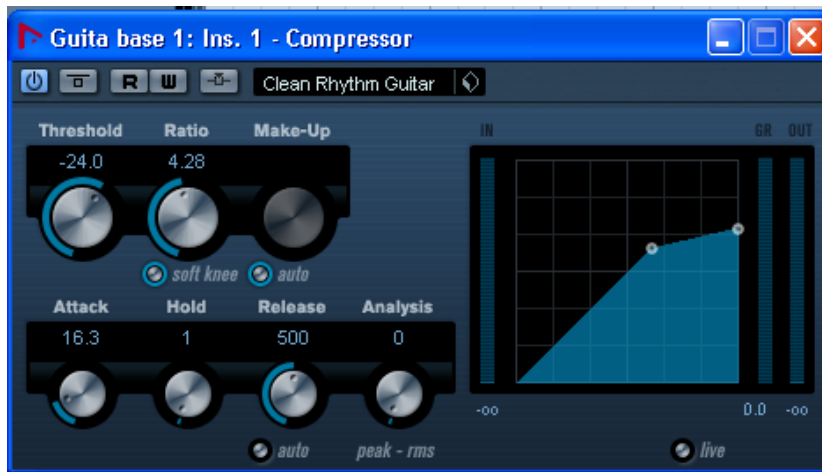 Guita base 1: Ins. 1 - Compressor
R W Clean Rhythm Guitar
Threshold Ratio Make-Up IN GR OUT
-24.0 4.28
soft knee auto
Attack Hold Release Analysis
16.3 1 500 0
-oo 0.0 -oo
auto peak - rms live